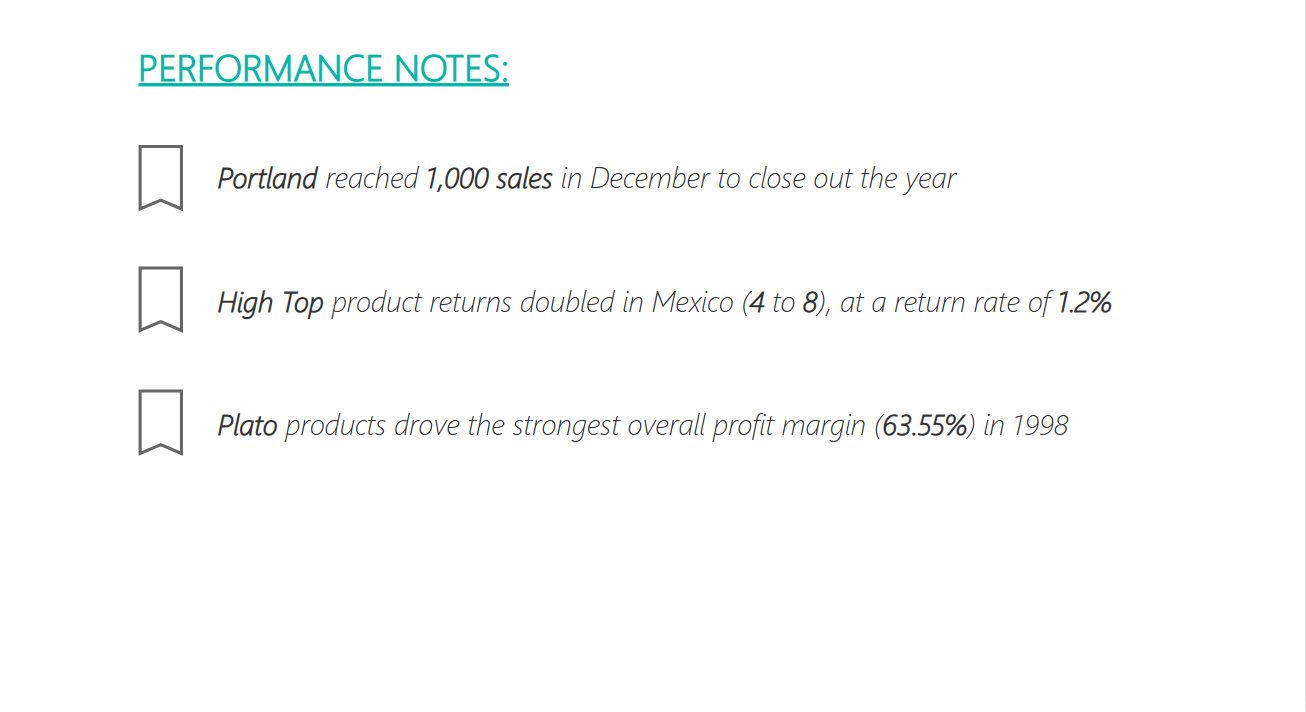 PERFORMANCE NOTES:
Portland reached 1,000 sales in December to close out the year
High Top product returns doubled in Mexico (4 to 8), at a return rate of 1.2%
Plato products drove the strongest overall profit margin (63.55%) in 1998